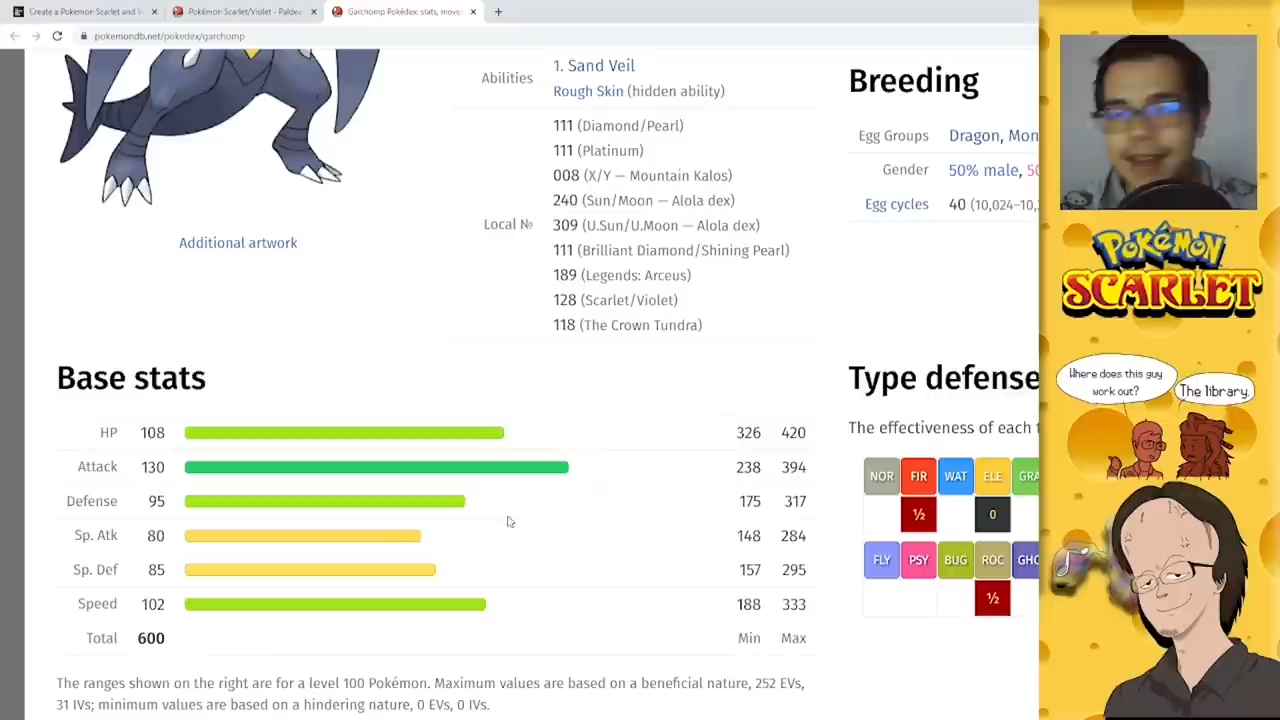 Create a Pokemon Scarlet and V
Pokémon Scarlet/Violet - Paldea
Garchomp Pokédex: stats, move
pokemondb.net/pokedex/garchomp
Abilities
1. Sand Veil
Rough Skin (hidden ability)
Local №
111 (Diamond/Pearl)
111 (Platinum)
008 (X/Y — Mountain Kalos)
240 (Sun/Moon — Alola dex)
309 (U.Sun/U.Moon — Alola dex)
111 (Brilliant Diamond/Shining Pearl)
189 (Legends: Arceus)
128 (Scarlet/Violet)
118 (The Crown Tundra)
Additional artwork
Breeding
Egg Groups Dragon, Mon
Gender 50% male, 50
Egg cycles 40 (10,024–10,
Base stats
HP 108 326 420
Attack 130 238 394
Defense 95 175 317
Sp. Atk 80 148 284
Sp. Def 85 157 295
Speed 102 188 333
Total 600 Min Max
The ranges shown on the right are for a level 100 Pokémon. Maximum values are based on a beneficial nature, 252 EVs,
31 IVs; minimum values are based on a hindering nature, 0 EVs, 0 IVs.
Type defense
The effectiveness of each t
NOR FIR WAT ELE GRA
½ 0
FLY PSY BUG ROC GHO
½
POKéMON
SCARLET
Where does this guy
work out?
The library.